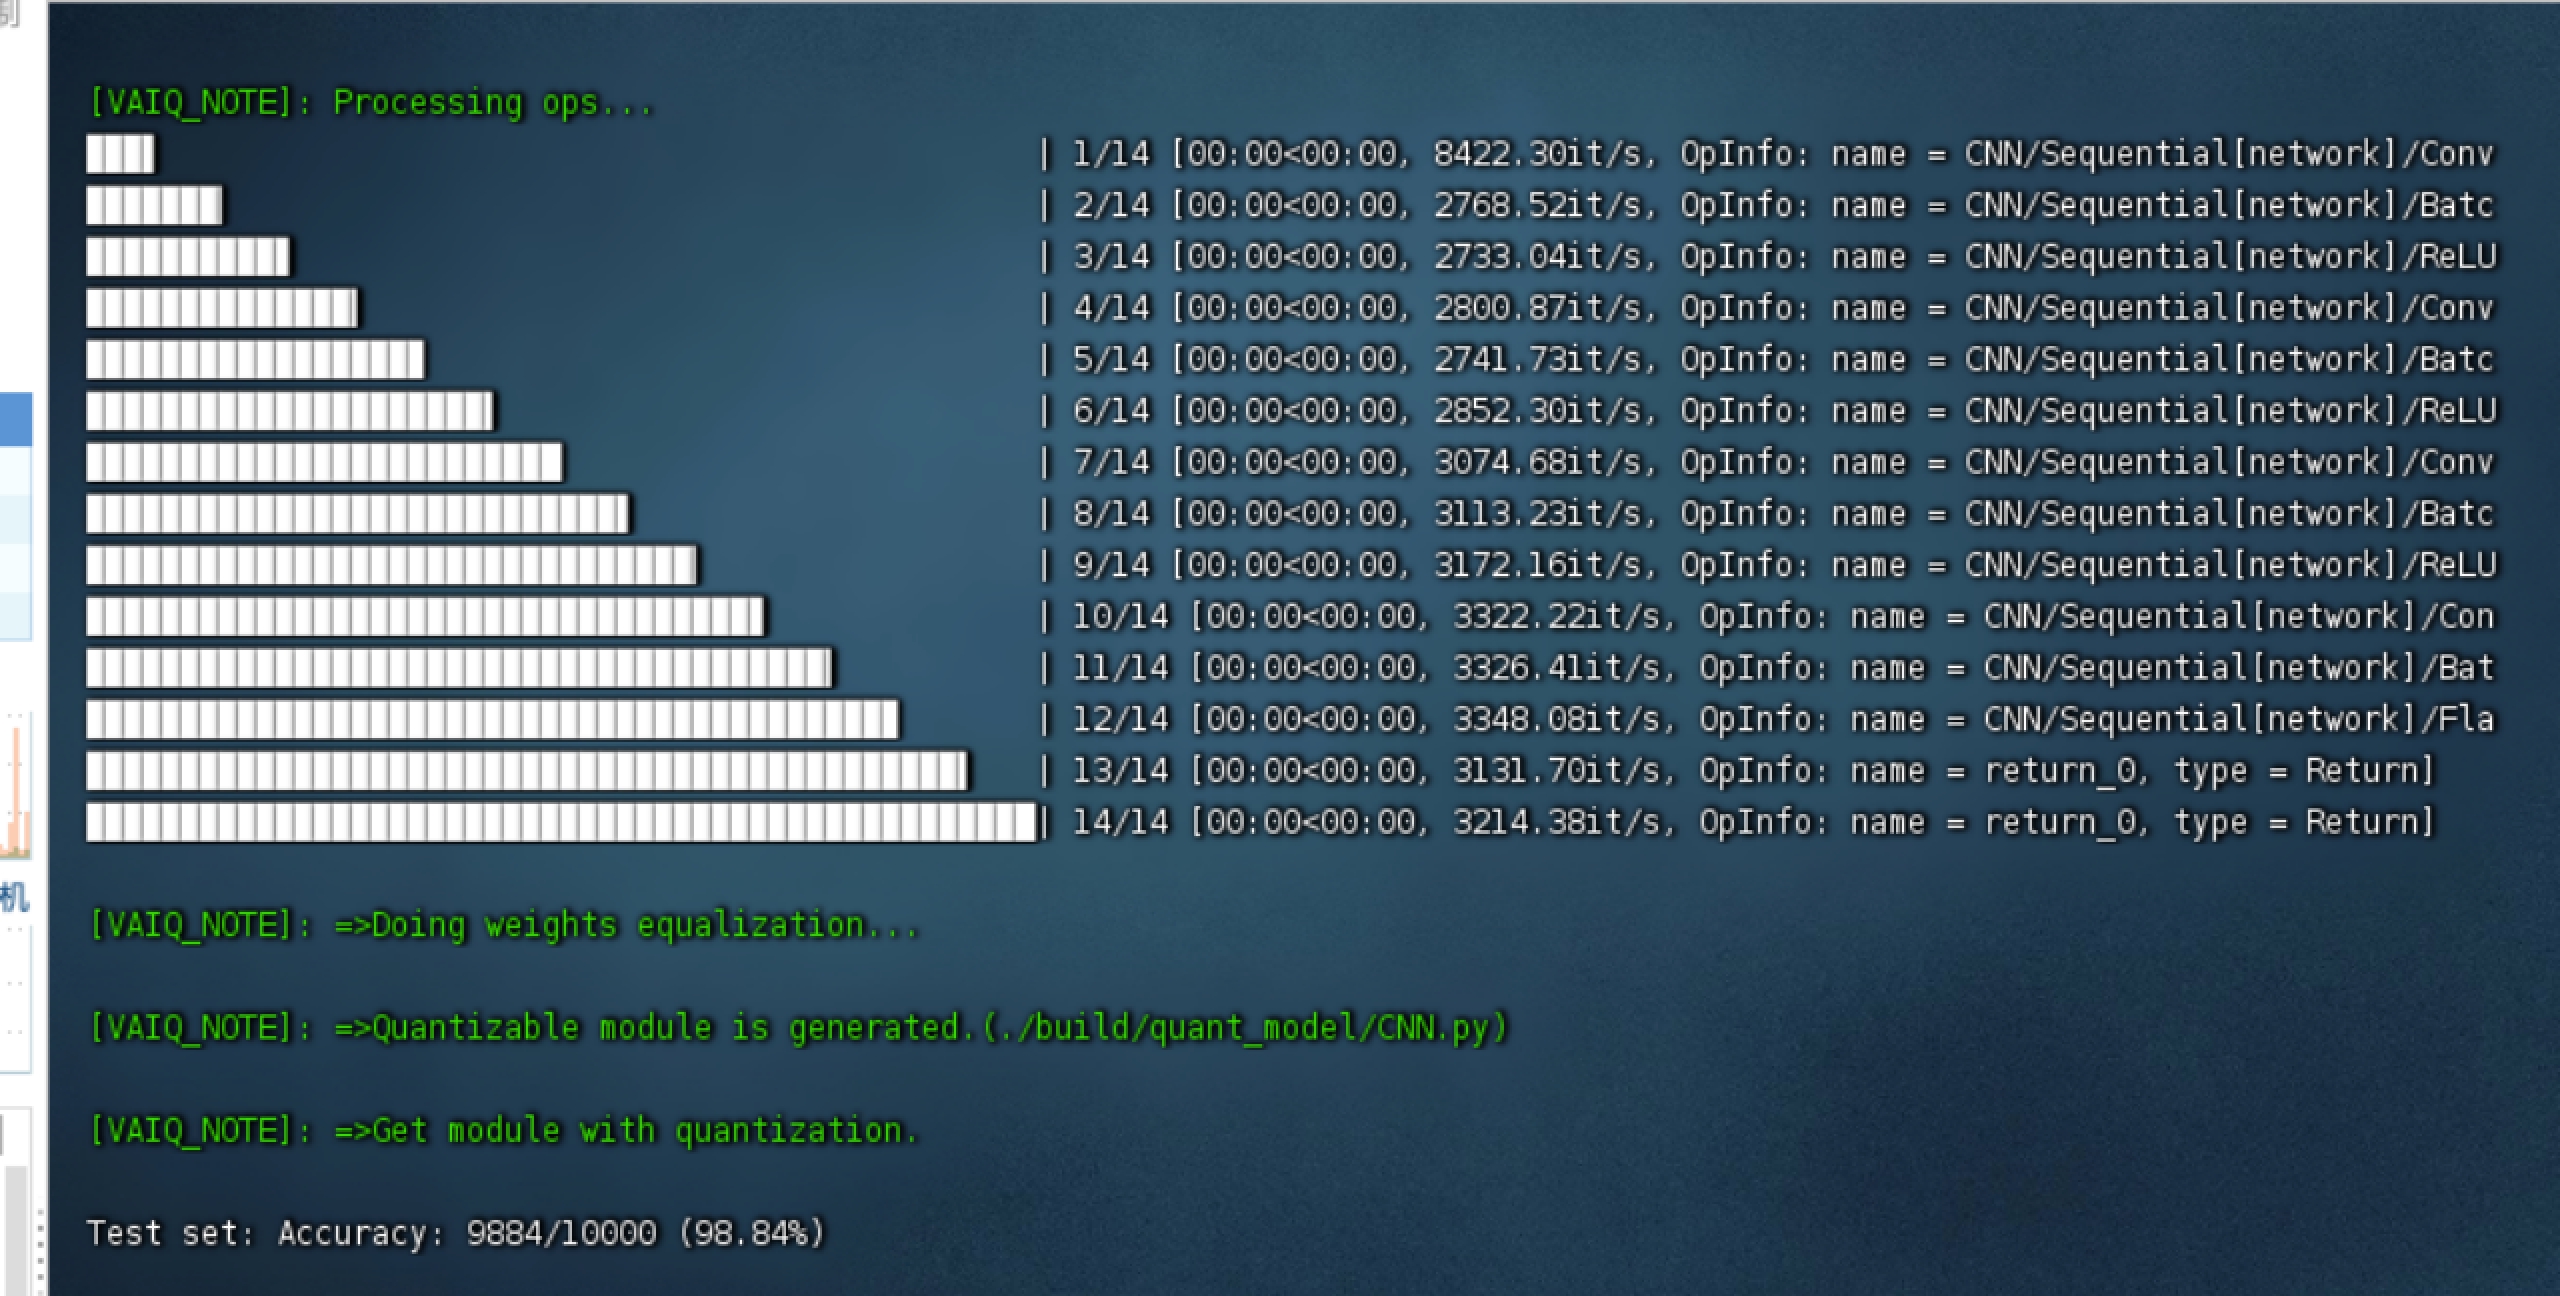 [VAIQ_NOTE]: Processing ops...
| 1/14 [00:00<00:00, 8422.30it/s, OpInfo: name = CNN/Sequential[network]/Conv
| 2/14 [00:00<00:00, 2768.52it/s, OpInfo: name = CNN/Sequential[network]/Batc
| 3/14 [00:00<00:00, 2733.04it/s, OpInfo: name = CNN/Sequential[network]/ReLU
| 4/14 [00:00<00:00, 2800.87it/s, OpInfo: name = CNN/Sequential[network]/Conv
| 5/14 [00:00<00:00, 2741.73it/s, OpInfo: name = CNN/Sequential[network]/Batc
| 6/14 [00:00<00:00, 2852.30it/s, OpInfo: name = CNN/Sequential[network]/ReLU
| 7/14 [00:00<00:00, 3074.68it/s, OpInfo: name = CNN/Sequential[network]/Conv
| 8/14 [00:00<00:00, 3113.23it/s, OpInfo: name = CNN/Sequential[network]/Batc
| 9/14 [00:00<00:00, 3172.16it/s, OpInfo: name = CNN/Sequential[network]/ReLU
| 10/14 [00:00<00:00, 3322.22it/s, OpInfo: name = CNN/Sequential[network]/Con
| 11/14 [00:00<00:00, 3326.41it/s, OpInfo: name = CNN/Sequential[network]/Bat
| 12/14 [00:00<00:00, 3348.08it/s, OpInfo: name = CNN/Sequential[network]/Fla
| 13/14 [00:00<00:00, 3131.70it/s, OpInfo: name = return_0, type = Return]
| 14/14 [00:00<00:00, 3214.38it/s, OpInfo: name = return_0, type = Return]
机
[VAIQ_NOTE]: =>Doing weights equalization...
[VAIQ_NOTE]: =>Quantizable module is generated.(./build/quant_model/CNN.py)
[VAIQ_NOTE]: =>Get module with quantization.
Test set: Accuracy: 9884/10000 (98.84%)